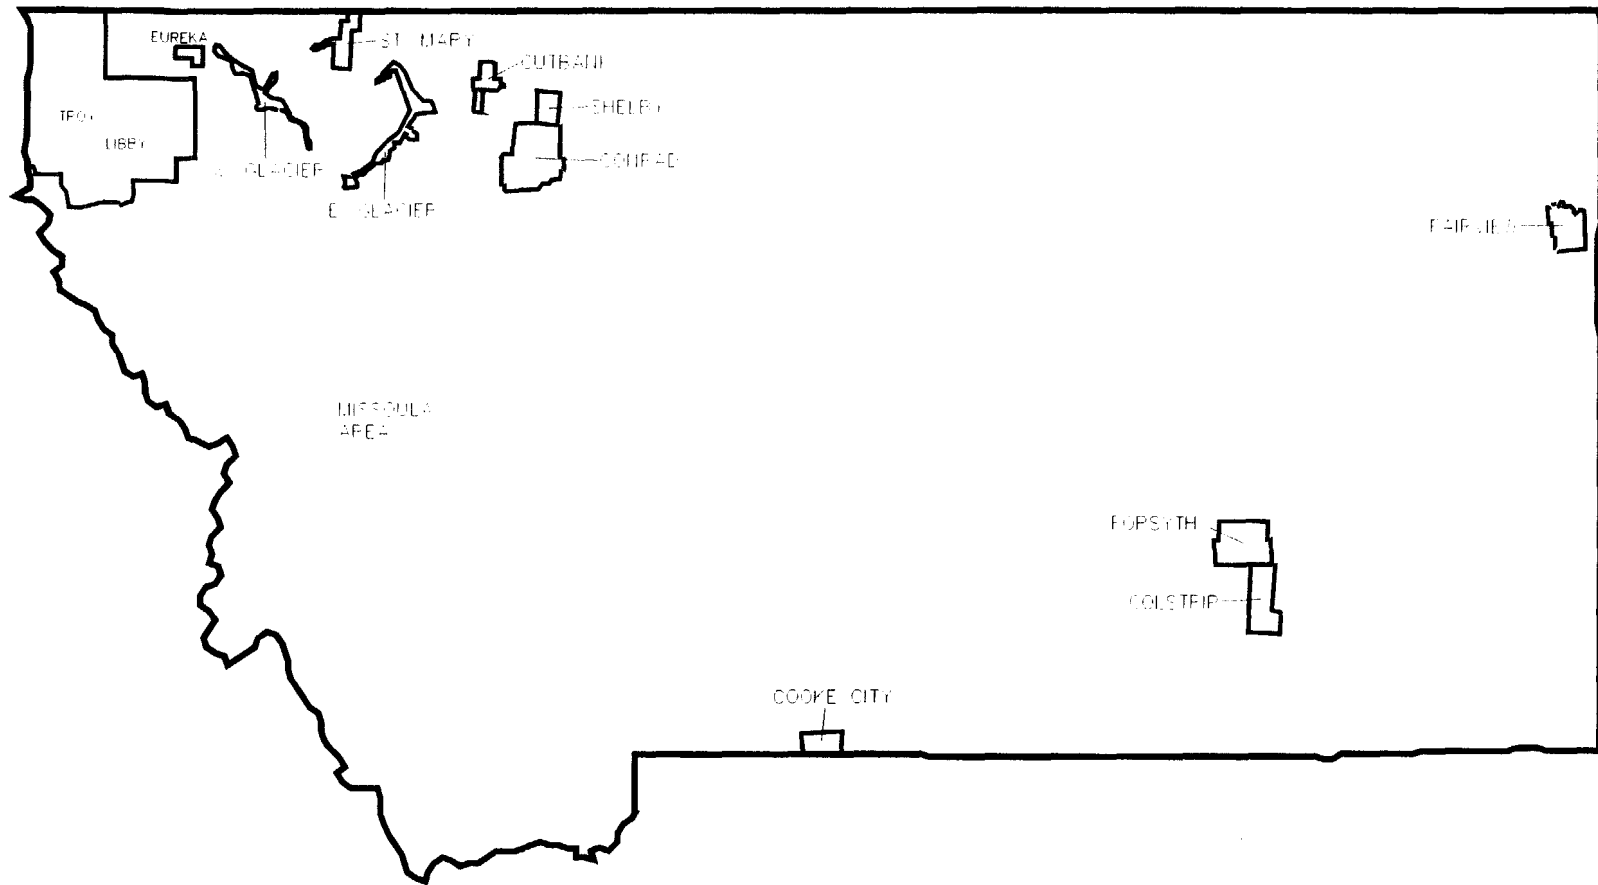 EUREKA
ST. MARY
CUTBANK
SHELBY
TROY
LIBBY
CONRAD
W. GLACIER
E. GLACIER
FAIRVIEW
MISSOULA
AREA
FORSYTH
COLSTRIP
COOKE CITY